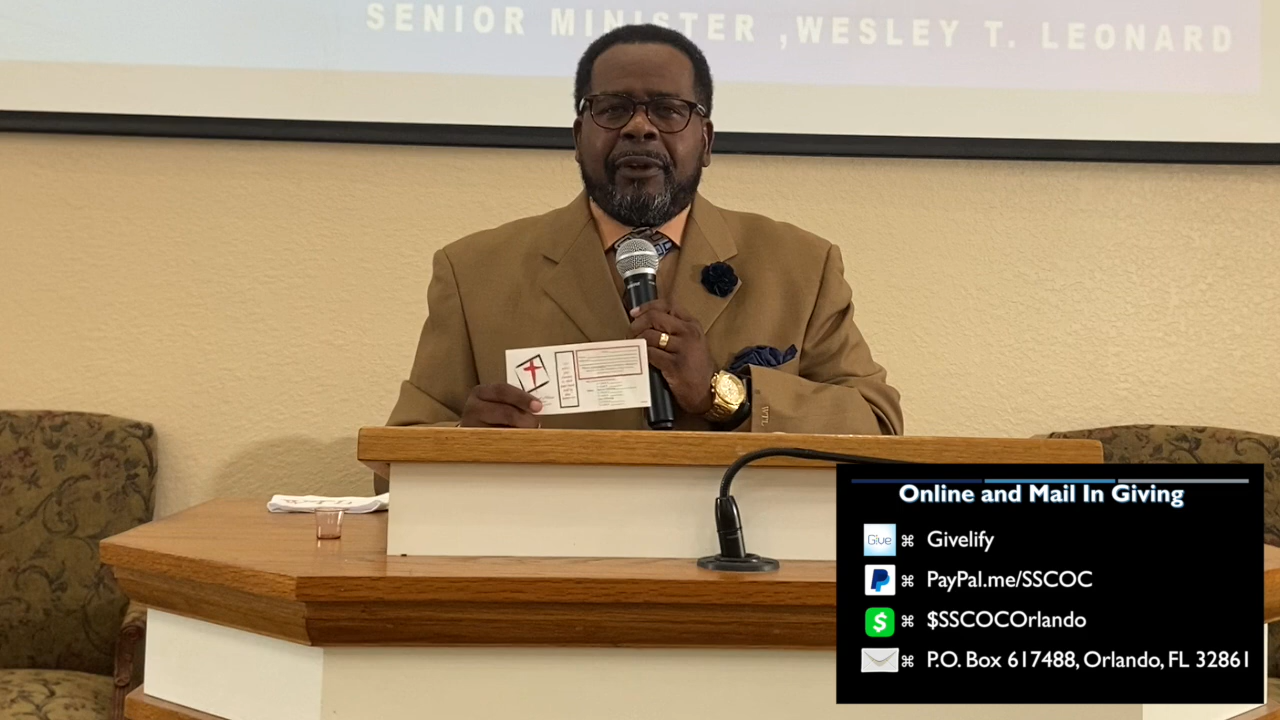 SENIOR MINISTER ,WESLEY T. LEONARD
Online and Mail In Giving
Give ⌘ Givelify
⌘ PayPal.me/SSCOC
$ ⌘ $SSCOCOrlando
⌘ P.O. Box 617488, Orlando, FL 32861